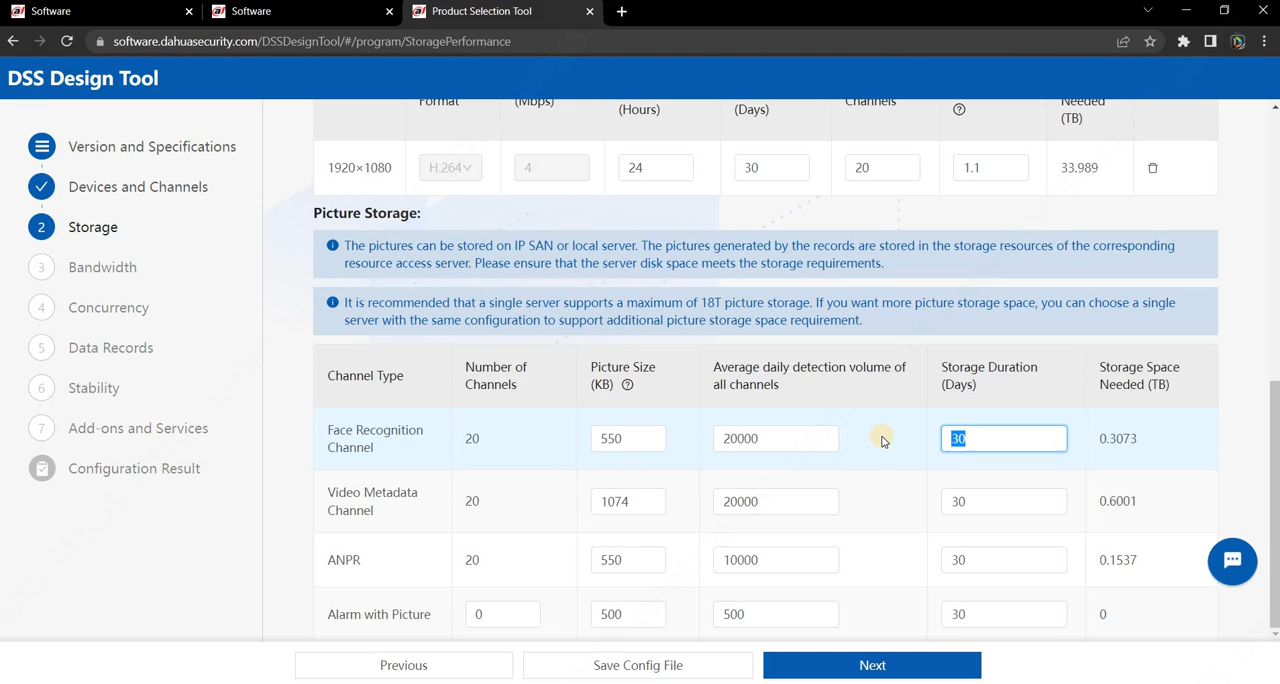 Software
Software
Product Selection Tool
software.dahuasecurity.com/DSSDesignTool/#/program/StoragePerformance
DSS Design Tool
Version and Specifications
Devices and Channels
2 Storage
3 Bandwidth
4 Concurrency
5 Data Records
6 Stability
7 Add-ons and Services
Configuration Result
Format (Mbps) (Hours) (Days) Channels Needed (TB)
1920×1080 H.264 4 24 30 20 1.1 33.989
Picture Storage:
The pictures can be stored on IP SAN or local server. The pictures generated by the records are stored in the storage resources of the corresponding
resource access server. Please ensure that the server disk space meets the storage requirements.
It is recommended that a single server supports a maximum of 18T picture storage. If you want more picture storage space, you can choose a single
server with the same configuration to support additional picture storage space requirement.
Channel Type
Number of
Channels
Picture Size
(KB)
Average daily detection volume of
all channels
Storage Duration
(Days)
Storage Space
Needed (TB)
Face Recognition
Channel
20 550 20000 30 0.3073
Video Metadata
Channel
20 1074 20000 30 0.6001
ANPR 20 550 10000 30 0.1537
Alarm with Picture 0 500 500 30 0
Previous
Save Config File
Next